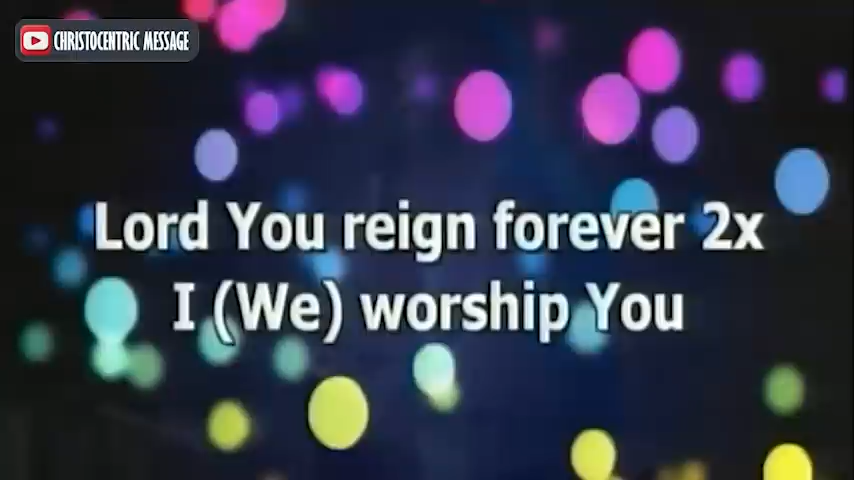 CHRISTOCENTRIC MESSAGE
Lord You reign forever 2x
I (We) worship You